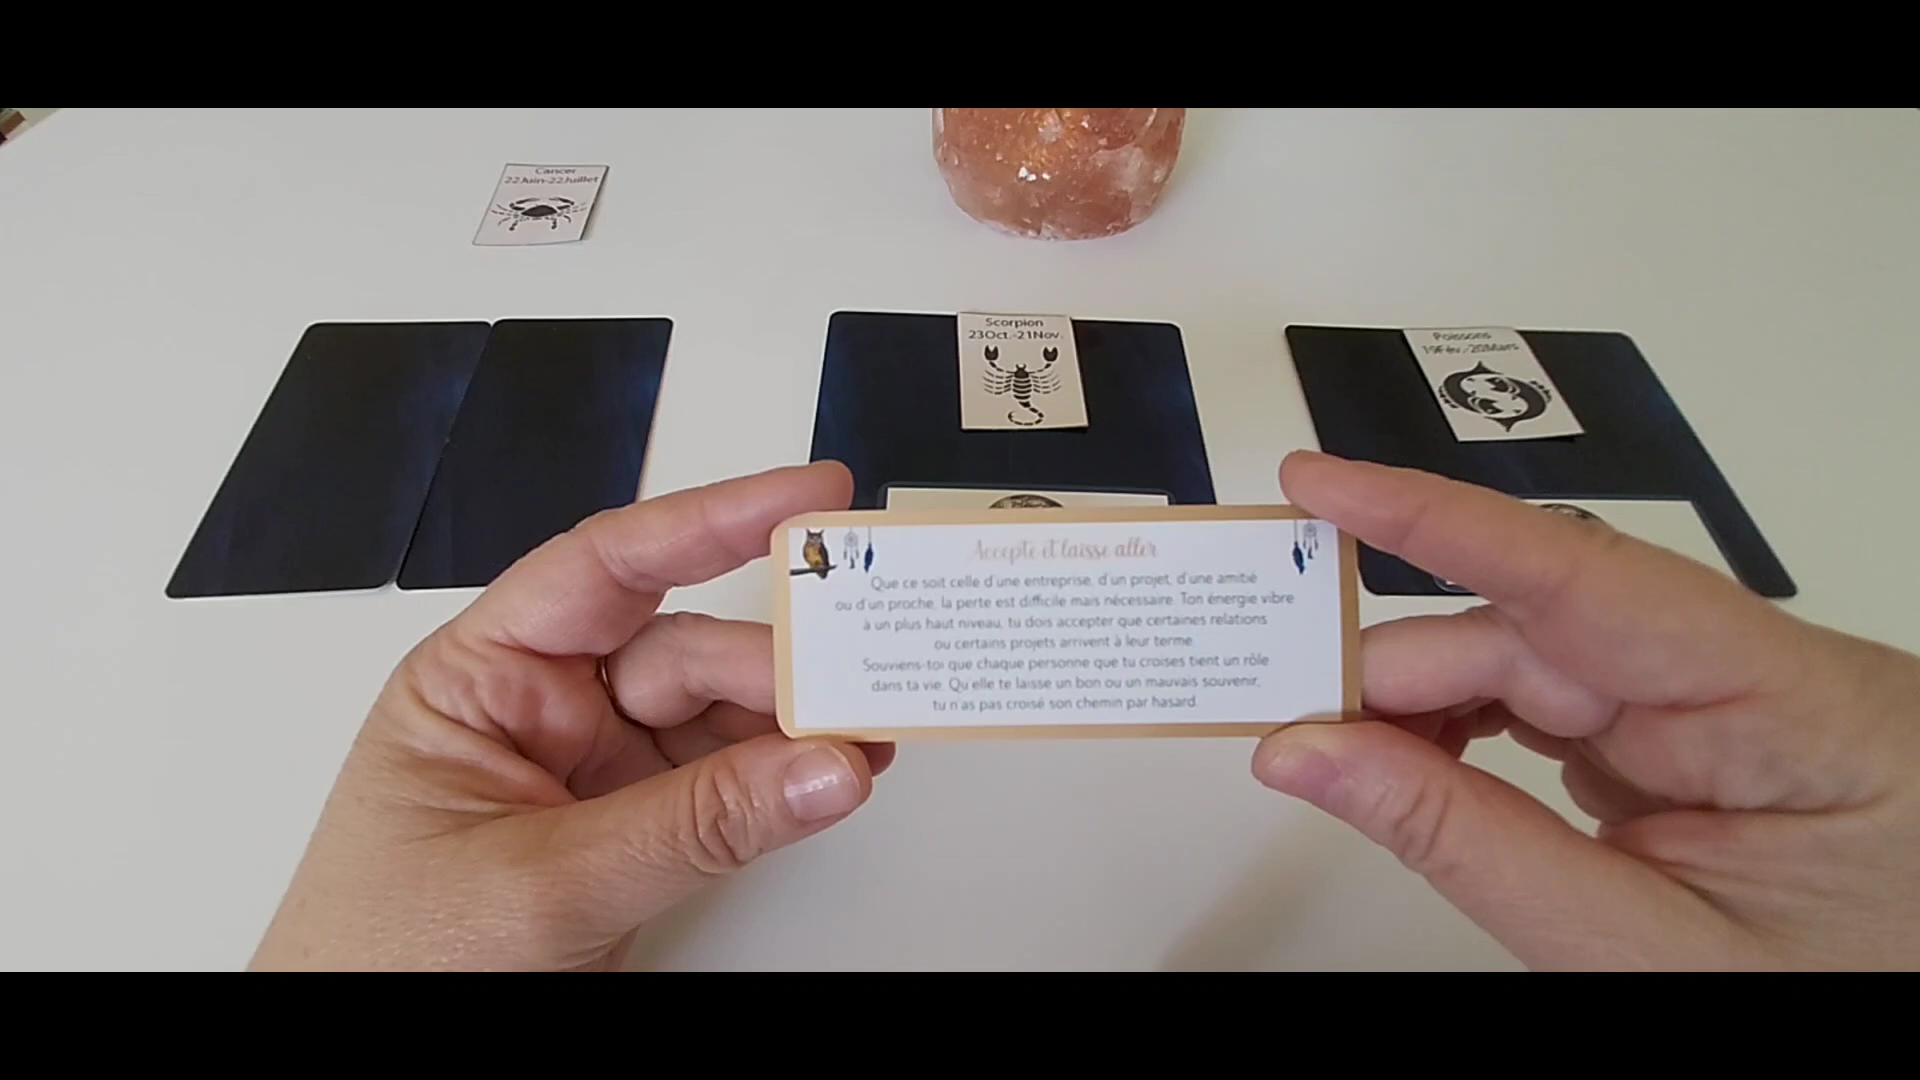 Cancer
22Juin-22Juillet
Scorpion
23Oct.-21Nov.
Poissons
19Fév.-20Mars
Accepte et laisse aller
Que ce soit celle d'une entreprise, d'un projet, d'une amitié
ou d'un proche, la perte est difficile mais nécessaire. Ton énergie vibre
à un plus haut niveau, tu dois accepter que certaines relations
ou certains projets arrivent à leur terme.
Souviens-toi que chaque personne que tu croises tient un rôle
dans ta vie. Qu'elle te laisse un bon ou un mauvais souvenir,
tu n'as pas croisé son chemin par hasard.